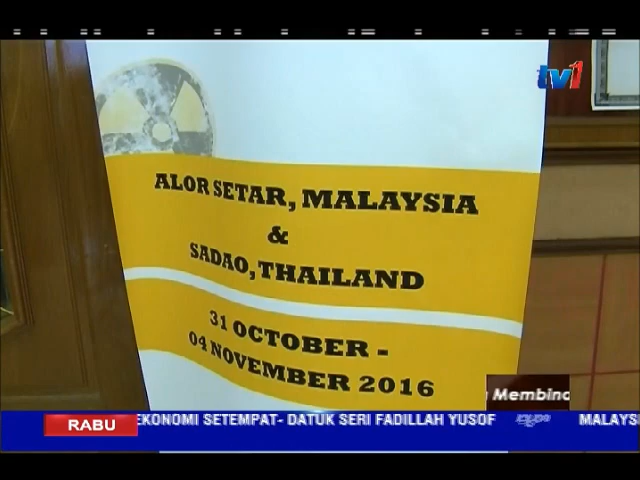 tv1
ALOR SETAR, MALAYSIA
&
SADAO, THAILAND
31 OCTOBER -
04 NOVEMBER 2016
Membina
RABU
EKONOMI SETEMPAT- DATUK SERI FADILLAH YUSOF
MALAYS